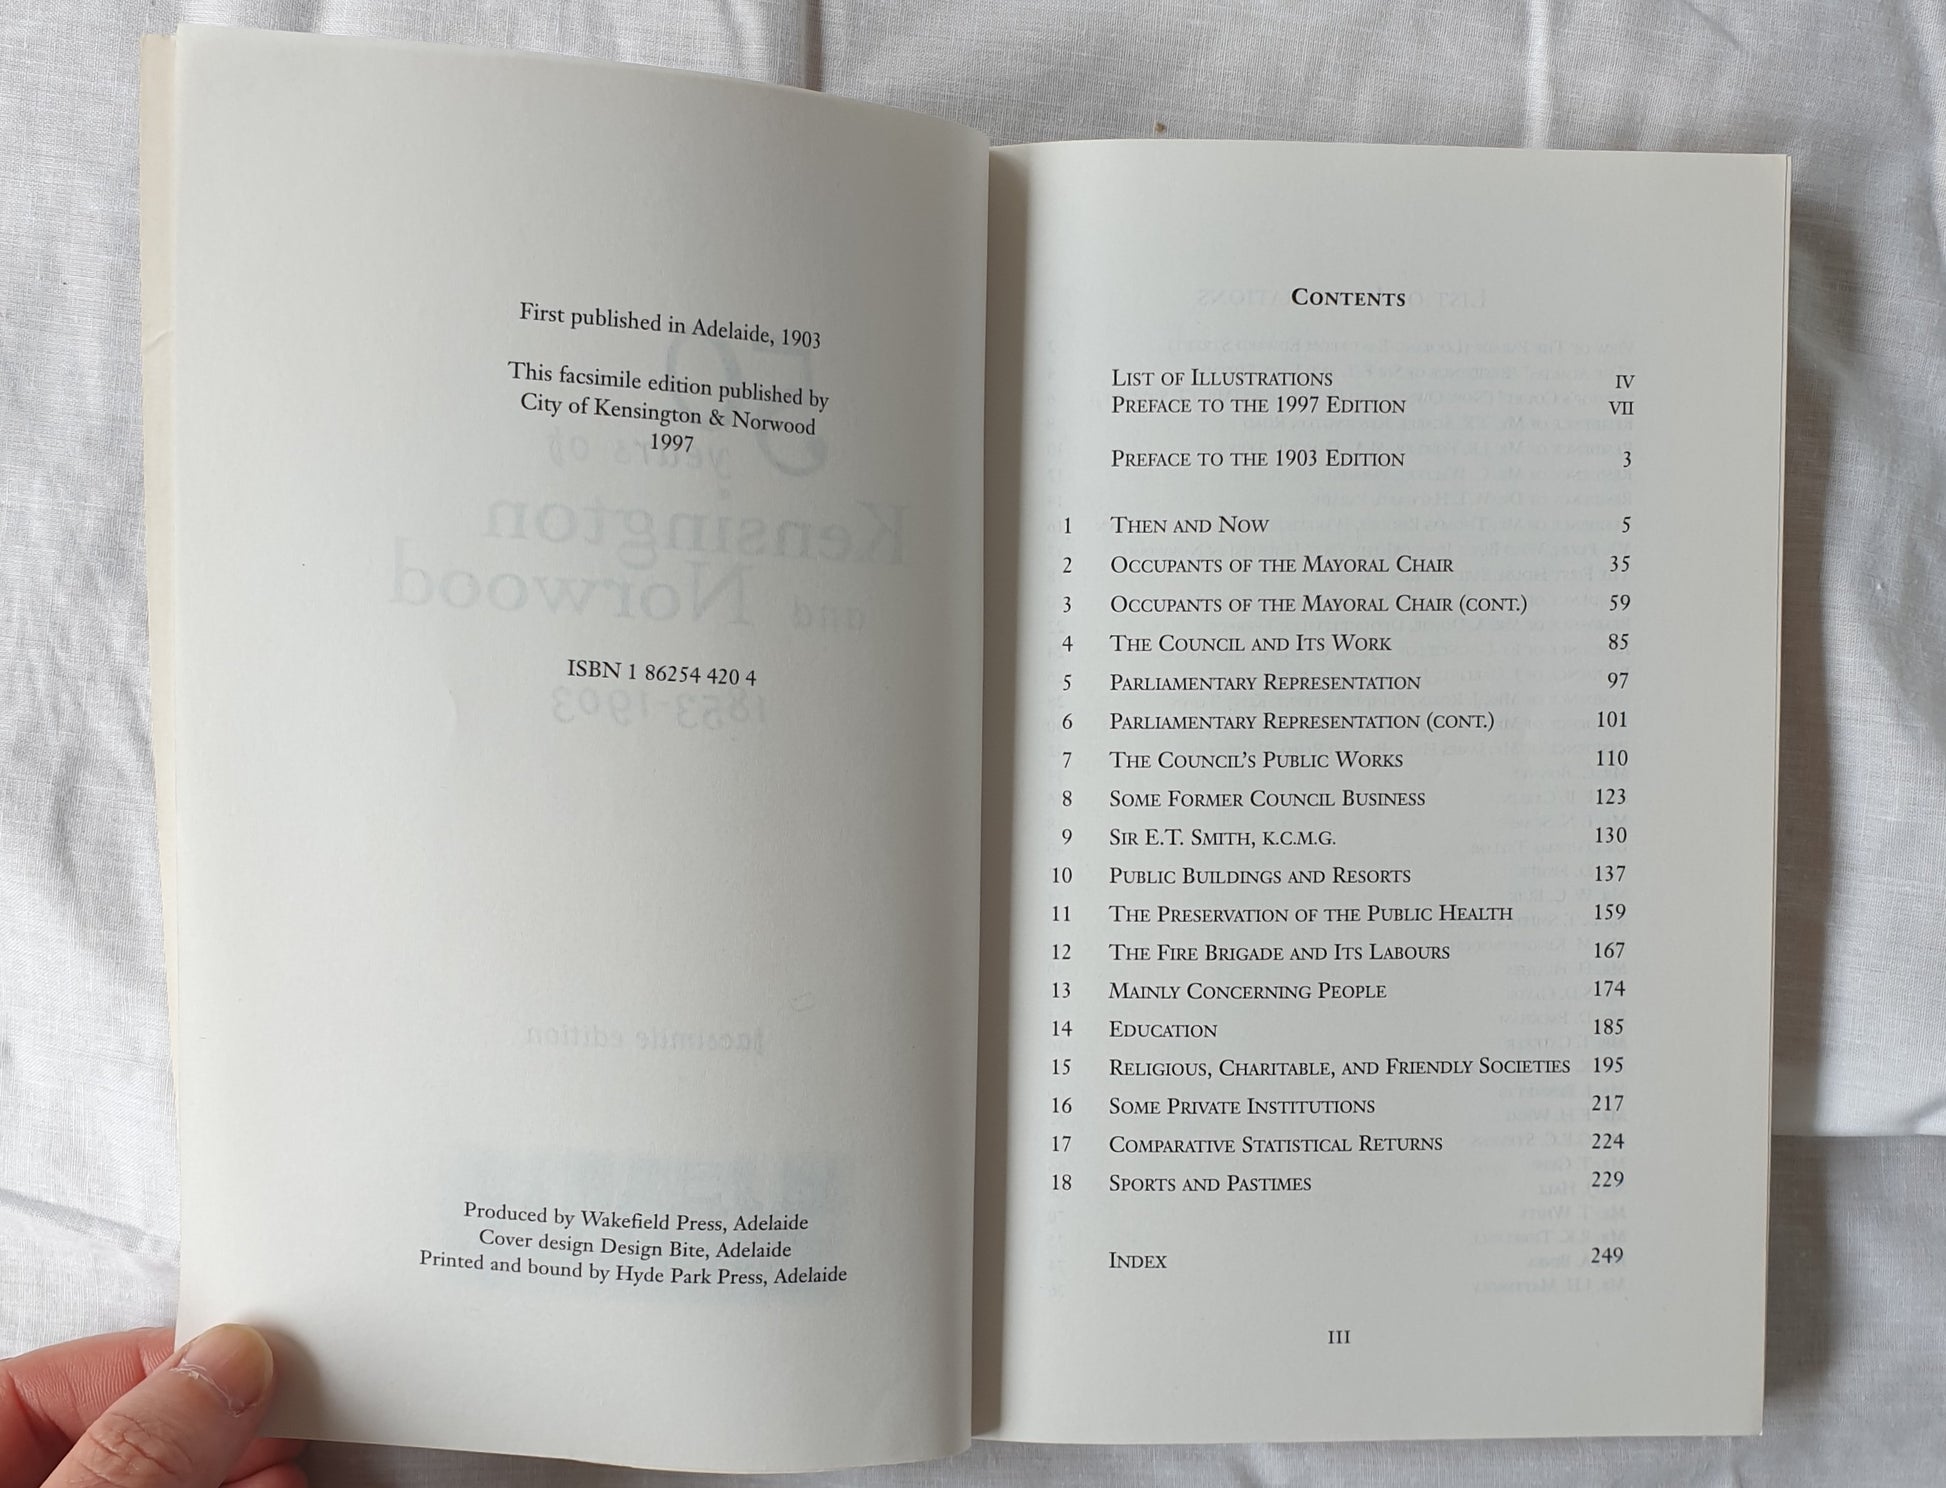 First published in Adelaide, 1903
This facsimile edition published by
City of Kensington & Norwood
1997
ISBN 1 86254 420 4
Produced by Wakefield Press, Adelaide
Cover design Design Bite, Adelaide
Printed and bound by Hyde Park Press, Adelaide
CONTENTS
LIST OF ILLUSTRATIONS IV
PREFACE TO THE 1997 EDITION VII
PREFACE TO THE 1903 EDITION 3
1 THEN AND NOW 5
2 OCCUPANTS OF THE MAYORAL CHAIR 35
3 OCCUPANTS OF THE MAYORAL CHAIR (CONT.) 59
4 THE COUNCIL AND ITS WORK 85
5 PARLIAMENTARY REPRESENTATION 97
6 PARLIAMENTARY REPRESENTATION (CONT.) 101
7 THE COUNCIL'S PUBLIC WORKS 110
8 SOME FORMER COUNCIL BUSINESS 123
9 SIR E.T. SMITH, K.C.M.G. 130
10 PUBLIC BUILDINGS AND RESORTS 137
11 THE PRESERVATION OF THE PUBLIC HEALTH 159
12 THE FIRE BRIGADE AND ITS LABOURS 167
13 MAINLY CONCERNING PEOPLE 174
14 EDUCATION 185
15 RELIGIOUS, CHARITABLE, AND FRIENDLY SOCIETIES 195
16 SOME PRIVATE INSTITUTIONS 217
17 COMPARATIVE STATISTICAL RETURNS 224
18 SPORTS AND PASTIMES 229
INDEX 249
III